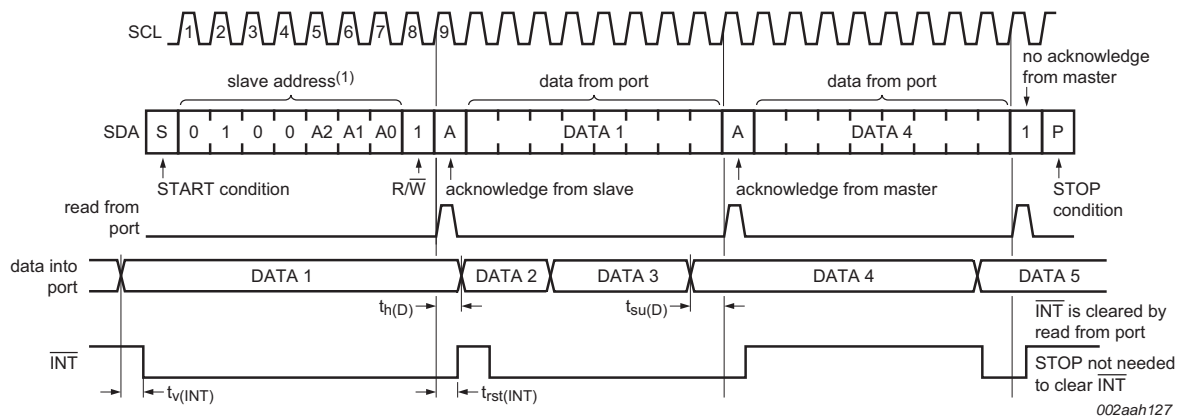 SCL 1 2 3 4 5 6 7 8 9
no acknowledge
from master
slave address(1) data from port data from port
SDA S 0 1 0 0 A2 A1 A0 1 A DATA 1 A DATA 4 1 P
START condition R/W̅ acknowledge from slave acknowledge from master STOP
condition
read from
port
data into
port
DATA 1 DATA 2 DATA 3 DATA 4 DATA 5
th(D) tsu(D)
I̅N̅T̅ is cleared by
read from port
I̅N̅T̅
STOP not needed
to clear I̅N̅T̅
tv(INT) trst(INT)
002aah127